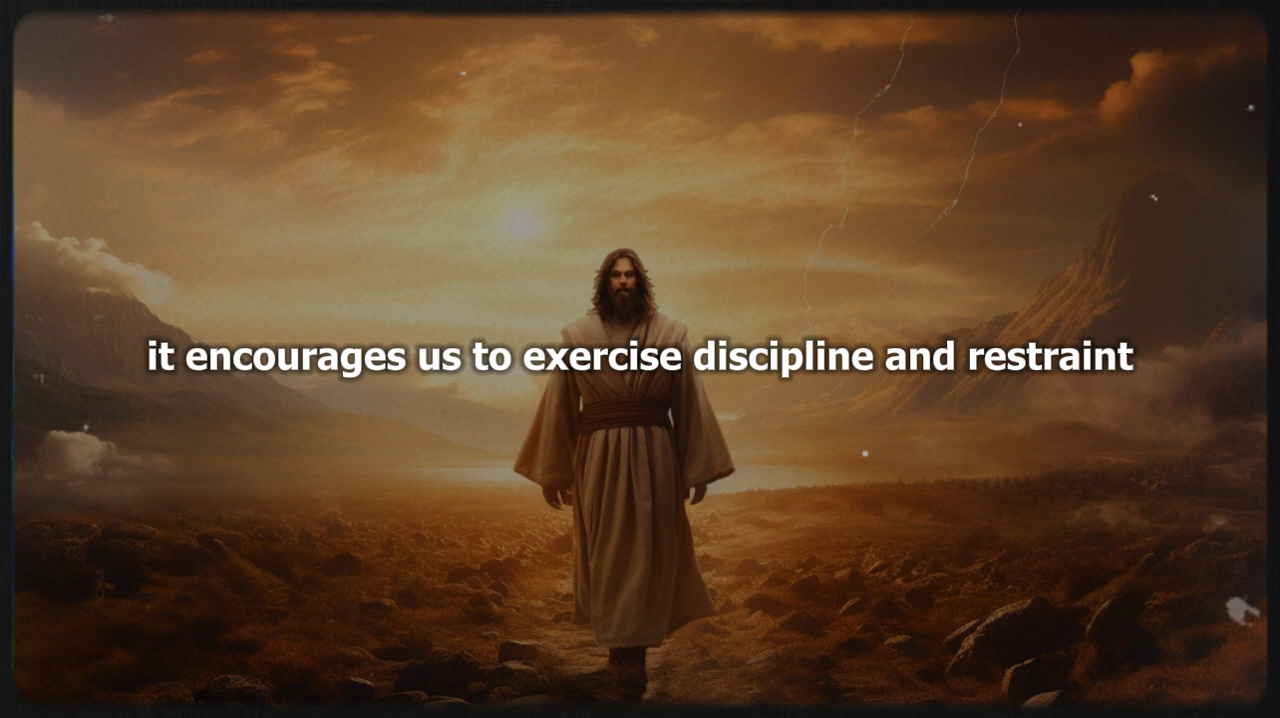 it encourages us to exercise discipline and restraint